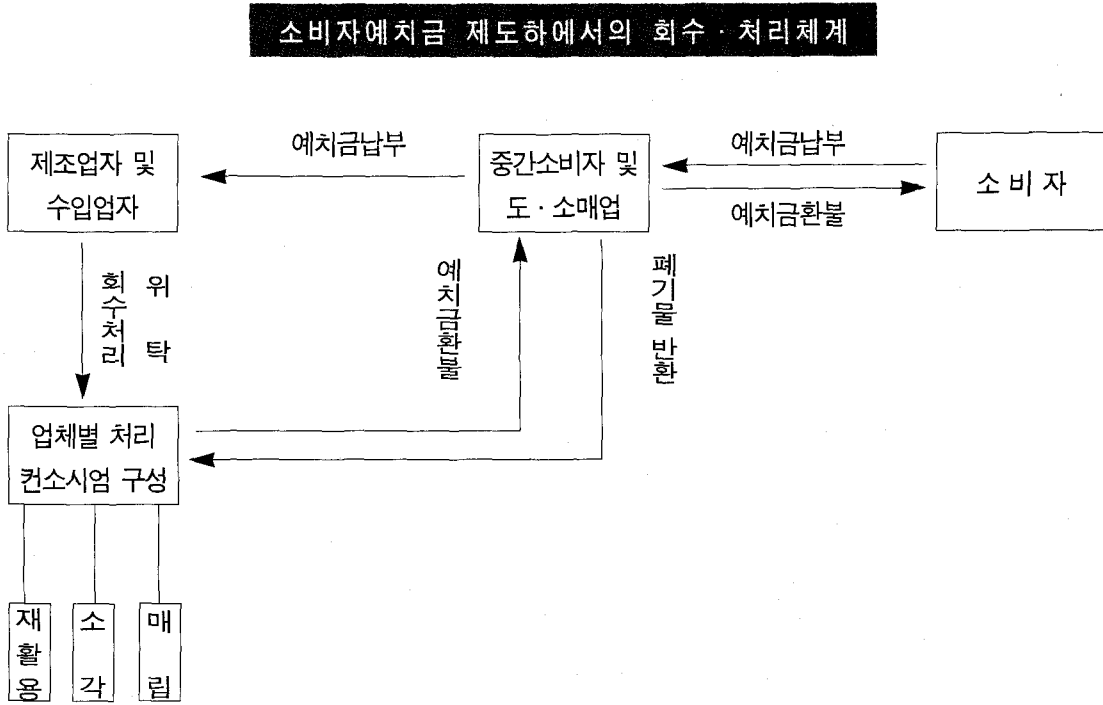 소비자예치금 제도하에서의 회수 · 처리체계
제조업자 및
수입업자
예치금납부
중간소비자 및
도 · 소매업
예치금납부
예치금환불
소비자
회수처리
위탁
예치금환불
폐기물 반환
업체별 처리
컨소시엄 구성
재활용
소각
매립